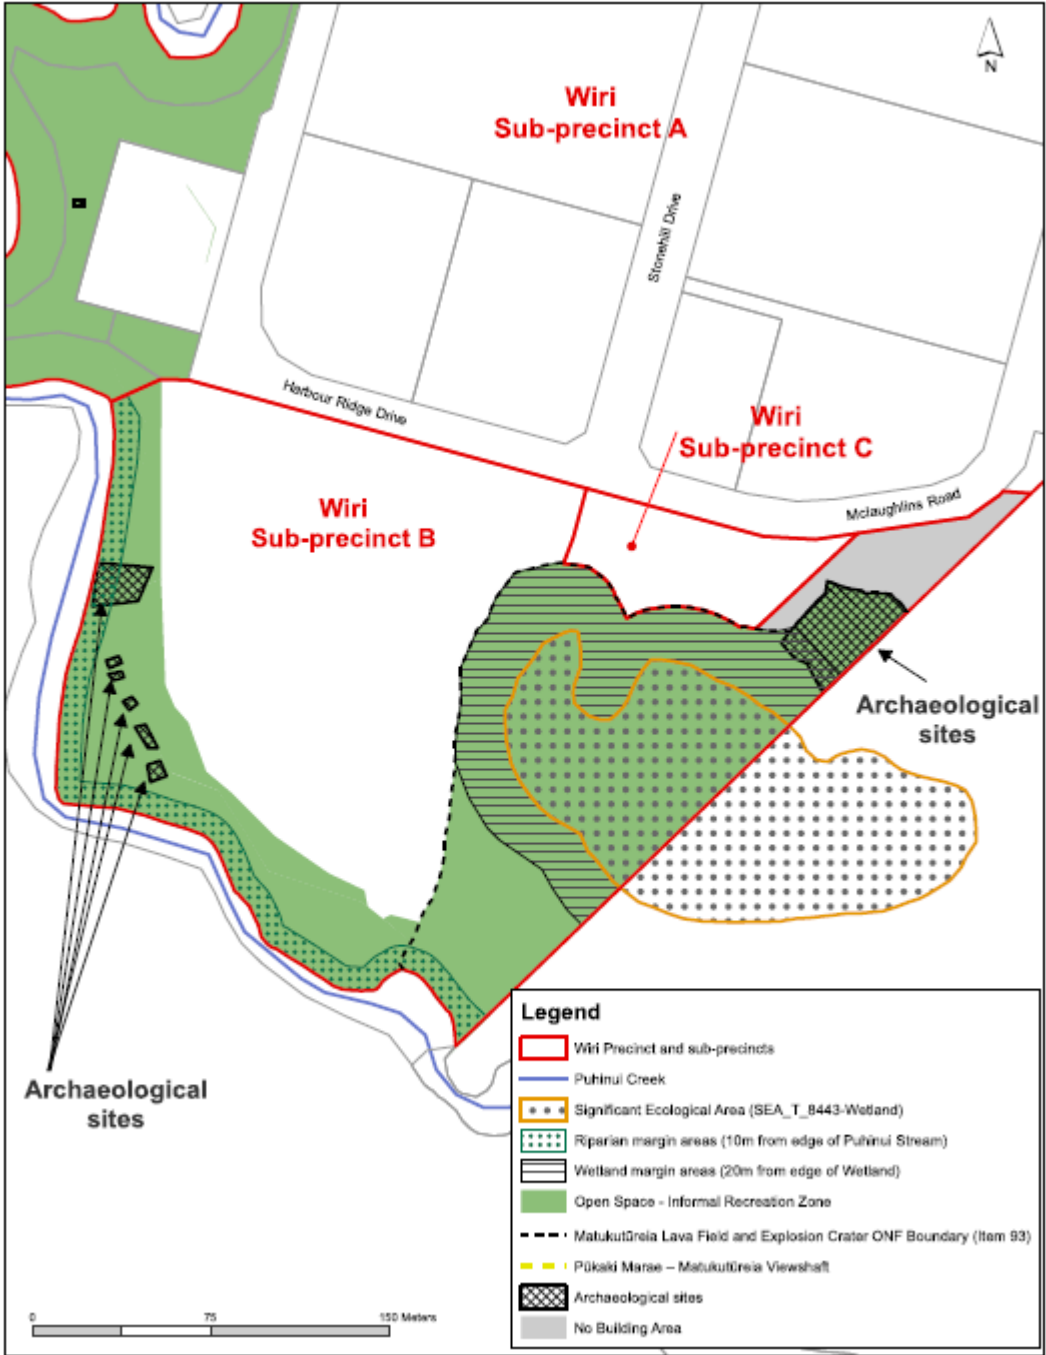 N
Wiri
Sub-precinct A
Stonehill Drive
Harbour Ridge Drive
Wiri
Sub-precinct C
Mclaughlins Road
Wiri
Sub-precinct B
Archaeological
sites
Archaeological
sites
Legend
Wiri Precinct and sub-precincts
Puhinui Creek
Significant Ecological Area (SEA_T_8443-Wetland)
Riparian margin areas (10m from edge of Puhinui Stream)
Wetland margin areas (20m from edge of Wetland)
Open Space - Informal Recreation Zone
Matukutūreia Lava Field and Explosion Crater ONF Boundary (Item 93)
Pūkaki Marae – Matukutūreia Viewshaft
Archaeological sites
No Building Area
0 75 150 Meters